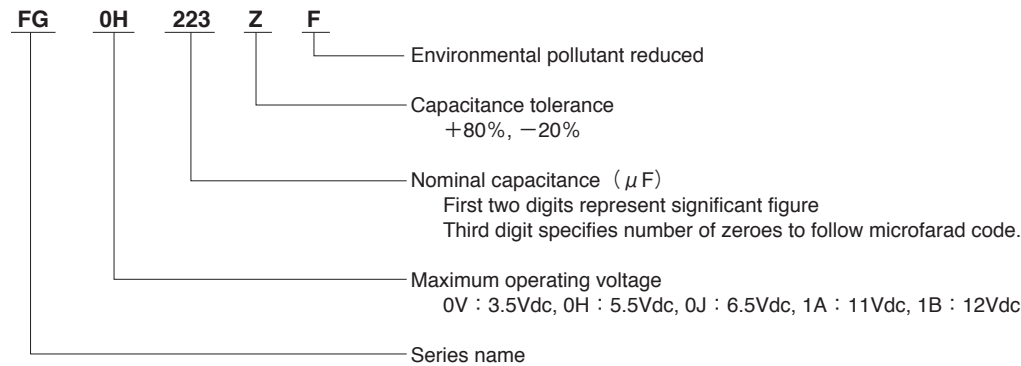 FG 0H 223 Z F
Environmental pollutant reduced
Capacitance tolerance
+80%, −20%
Nominal capacitance（μF）
First two digits represent significant figure
Third digit specifies number of zeroes to follow microfarad code.
Maximum operating voltage
0V：3.5Vdc, 0H：5.5Vdc, 0J：6.5Vdc, 1A：11Vdc, 1B：12Vdc
Series name